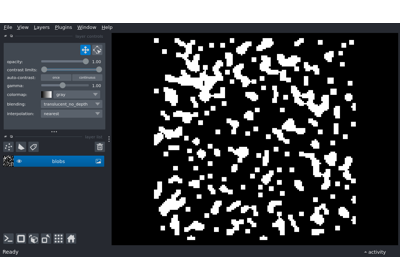 File View Layers Plugins Window Help
opacity: 1.00
contrast limits:
auto-contrast: once continuous
gamma: 1.00
colormap: gray
blending: translucent_no_depth
interpolation: nearest
blobs
Ready
activity